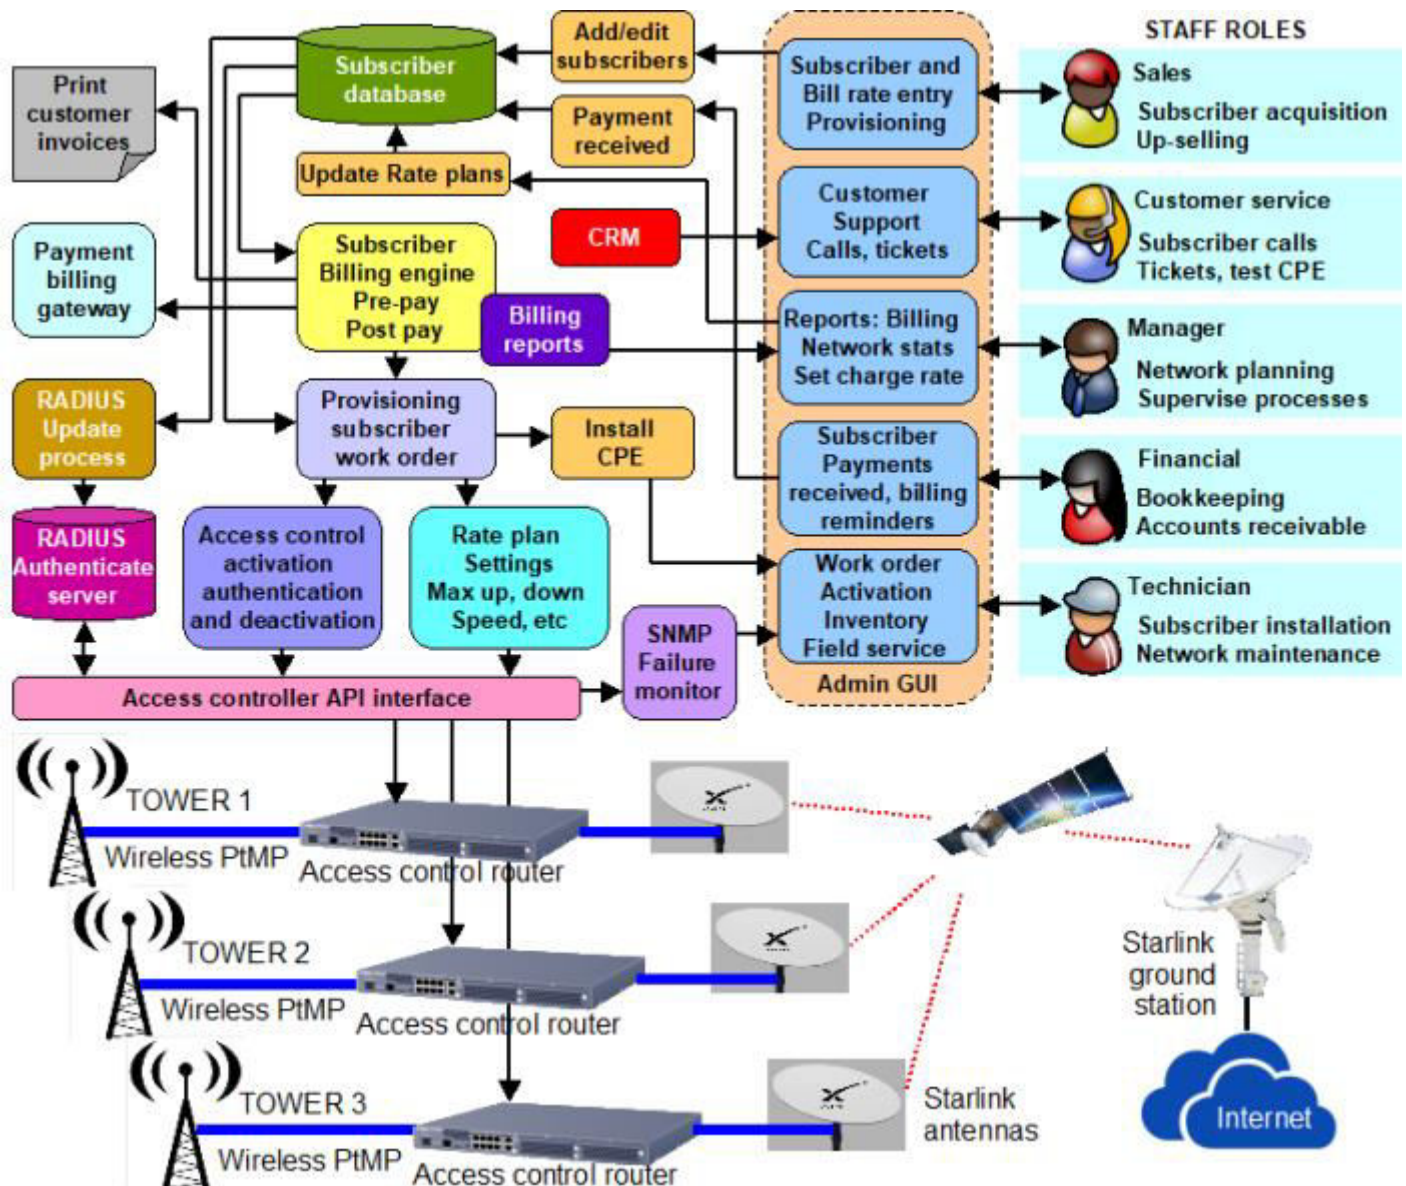 STAFF ROLES
Print
customer
invoices
Subscriber
database
Add/edit
subscribers
Payment
received
Update Rate plans
Subscriber and
Bill rate entry
Provisioning
Sales
Subscriber acquisition
Up-selling
Payment
billing
gateway
Subscriber
Billing engine
Pre-pay
Post pay
CRM
Billing
reports
Customer
Support
Calls, tickets
Customer service
Subscriber calls
Tickets, test CPE
Reports: Billing
Network stats
Set charge rate
Manager
Network planning
Supervise processes
RADIUS
Update
process
Provisioning
subscriber
work order
Install
CPE
Subscriber
Payments
received, billing
reminders
Financial
Bookkeeping
Accounts receivable
RADIUS
Authenticate
server
Access control
activation
authentication
and deactivation
Rate plan
Settings
Max up, down
Speed, etc
SNMP
Failure
monitor
Work order
Activation
Inventory
Field service
Admin GUI
Technician
Subscriber installation
Network maintenance
Access controller API interface
TOWER 1
Wireless PtMP
Access control router
TOWER 2
Wireless PtMP
Access control router
TOWER 3
Wireless PtMP
Access control router
Starlink
antennas
Starlink
ground
station
Internet